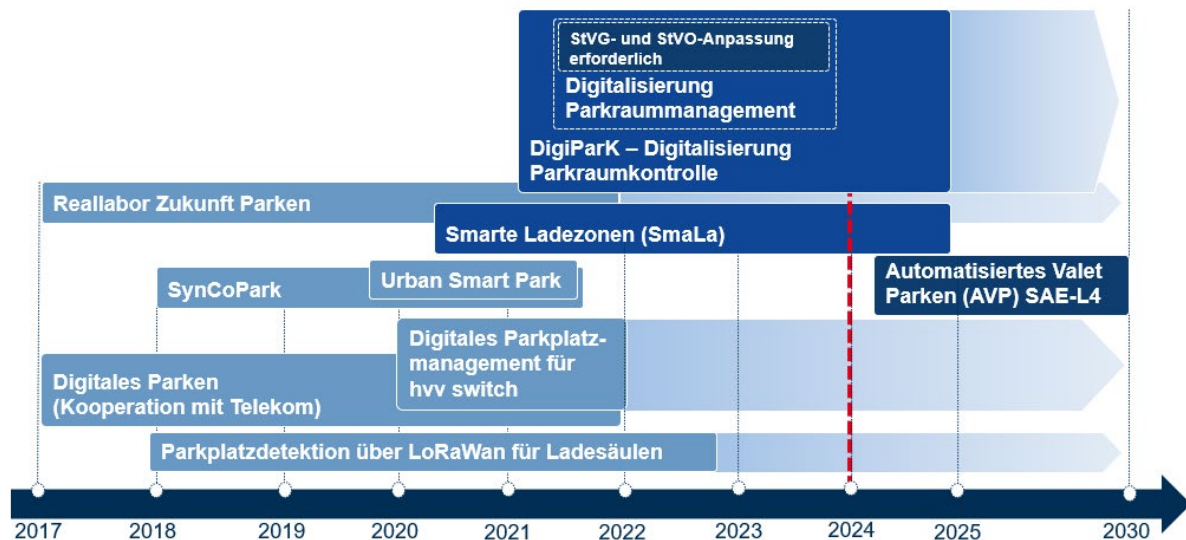 StVG- und StVO-Anpassung
erforderlich
Digitalisierung
Parkraummanagement
DigiParK – Digitalisierung
Parkraumkontrolle
Reallabor Zukunft Parken
Smarte Ladezonen (SmaLa)
Urban Smart Park
SynCoPark
Automatisiertes Valet
Parken (AVP) SAE-L4
Digitales Parkplatz-
management für
hvv switch
Digitales Parken
(Kooperation mit Telekom)
Parkplatzdetektion über LoRaWan für Ladesäulen
2017 2018 2019 2020 2021 2022 2023 2024 2025 2030